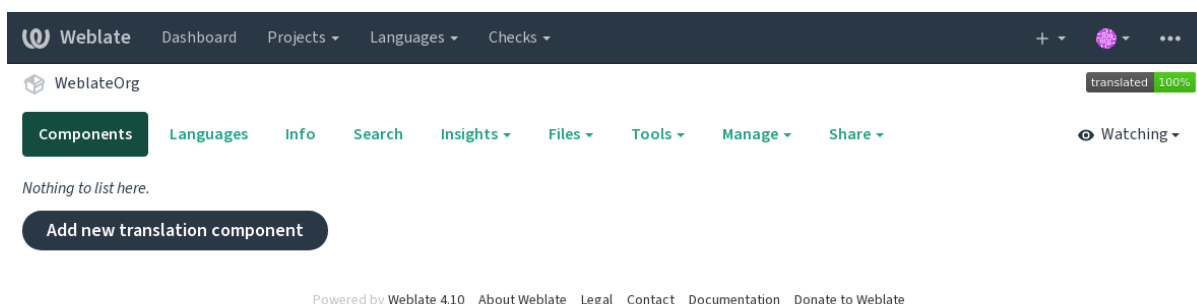 Weblate Dashboard Projects Languages Checks
WeblateOrg translated 100%
Components Languages Info Search Insights Files Tools Manage Share Watching
Nothing to list here.
Add new translation component
Powered by Weblate 4.10 About Weblate Legal Contact Documentation Donate to Weblate